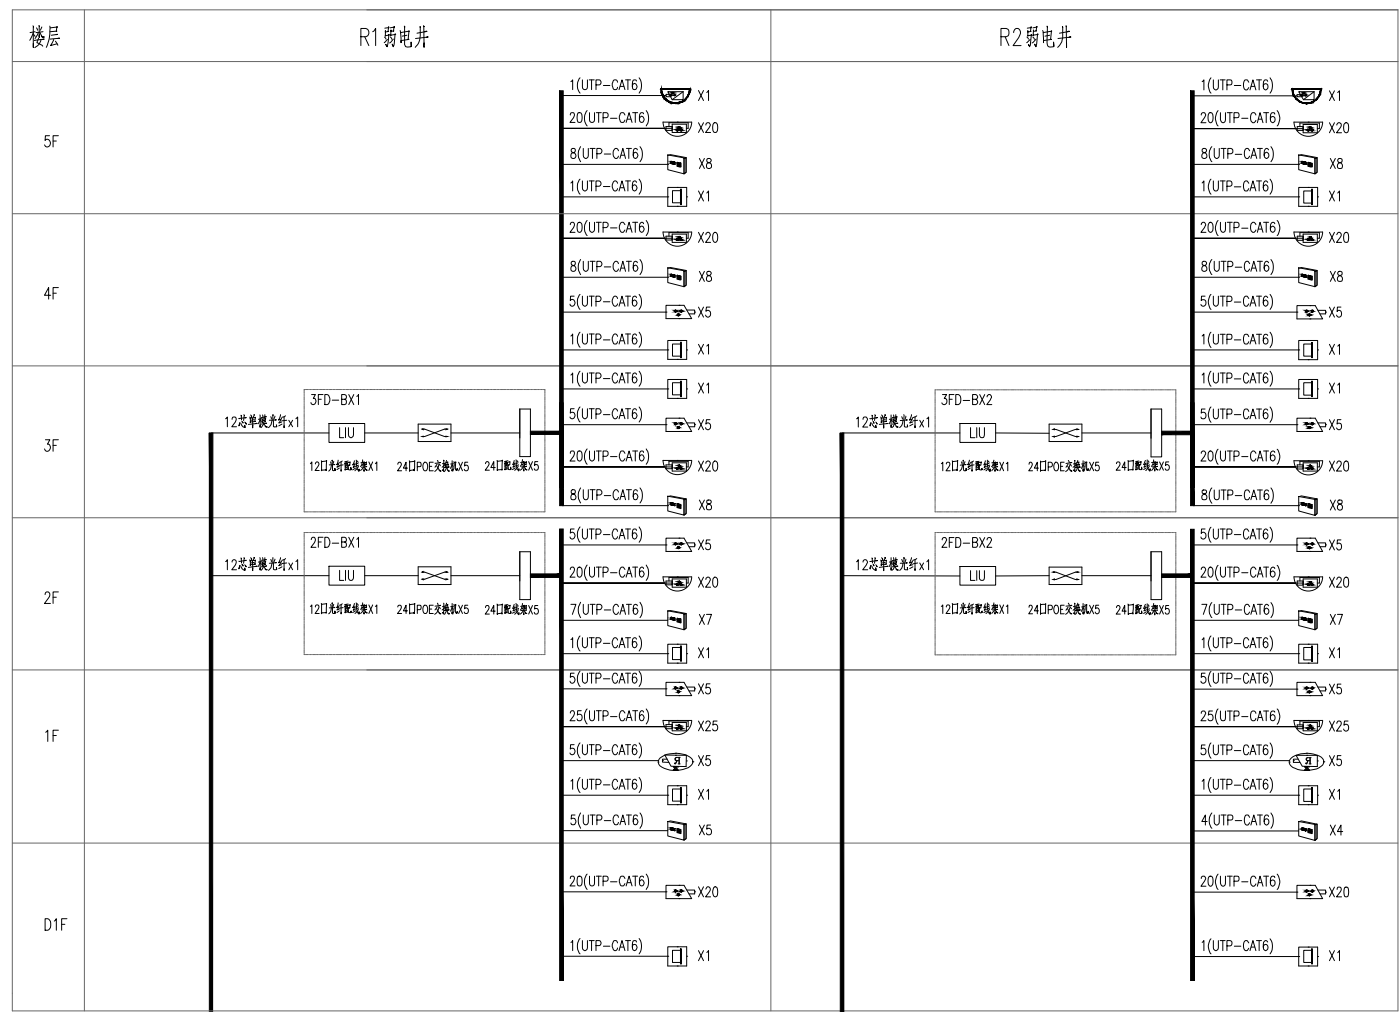 楼层 R1弱电井 R2弱电井
5F
1(UTP-CAT6) X1
20(UTP-CAT6) X20
8(UTP-CAT6) X8
1(UTP-CAT6) X1
1(UTP-CAT6) X1
20(UTP-CAT6) X20
8(UTP-CAT6) X8
1(UTP-CAT6) X1
4F
20(UTP-CAT6) X20
8(UTP-CAT6) X8
5(UTP-CAT6) X5
1(UTP-CAT6) X1
20(UTP-CAT6) X20
8(UTP-CAT6) X8
5(UTP-CAT6) X5
1(UTP-CAT6) X1
3F
12芯单模光纤x1
3FD-BX1
LIU
12口光纤配线架X1 24口POE交换机X5 24口配线架X5
1(UTP-CAT6) X1
5(UTP-CAT6) X5
20(UTP-CAT6) X20
8(UTP-CAT6) X8
12芯单模光纤x1
3FD-BX2
LIU
12口光纤配线架X1 24口POE交换机X5 24口配线架X5
1(UTP-CAT6) X1
5(UTP-CAT6) X5
20(UTP-CAT6) X20
8(UTP-CAT6) X8
2F
12芯单模光纤x1
2FD-BX1
LIU
12口光纤配线架X1 24口POE交换机X5 24口配线架X5
5(UTP-CAT6) X5
20(UTP-CAT6) X20
7(UTP-CAT6) X7
1(UTP-CAT6) X1
12芯单模光纤x1
2FD-BX2
LIU
12口光纤配线架X1 24口POE交换机X5 24口配线架X5
5(UTP-CAT6) X5
20(UTP-CAT6) X20
7(UTP-CAT6) X7
1(UTP-CAT6) X1
1F
5(UTP-CAT6) X5
25(UTP-CAT6) X25
5(UTP-CAT6) X5
1(UTP-CAT6) X1
5(UTP-CAT6) X5
5(UTP-CAT6) X5
25(UTP-CAT6) X25
5(UTP-CAT6) X5
1(UTP-CAT6) X1
4(UTP-CAT6) X4
D1F
20(UTP-CAT6) X20
1(UTP-CAT6) X1
20(UTP-CAT6) X20
1(UTP-CAT6) X1